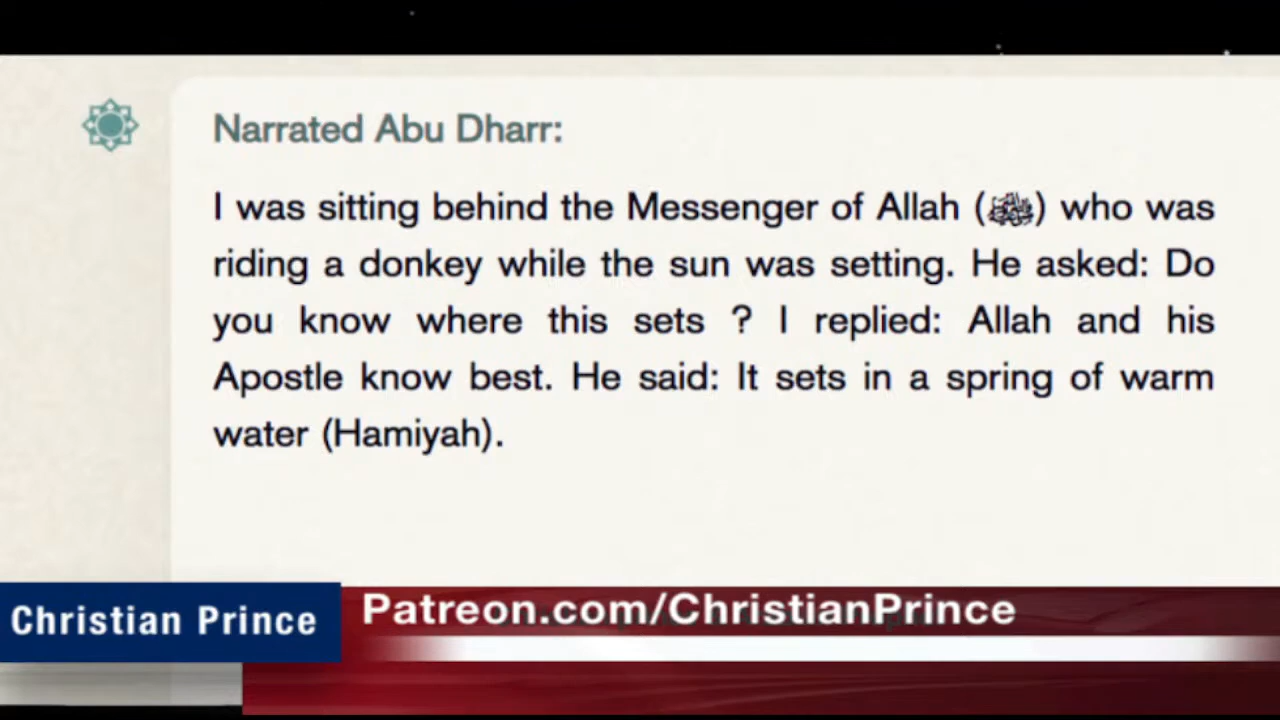 Narrated Abu Dharr:
I was sitting behind the Messenger of Allah (ﷺ) who was
riding a donkey while the sun was setting. He asked: Do
you know where this sets ? I replied: Allah and his
Apostle know best. He said: It sets in a spring of warm
water (Hamiyah).
Christian Prince
Patreon.com/ChristianPrince